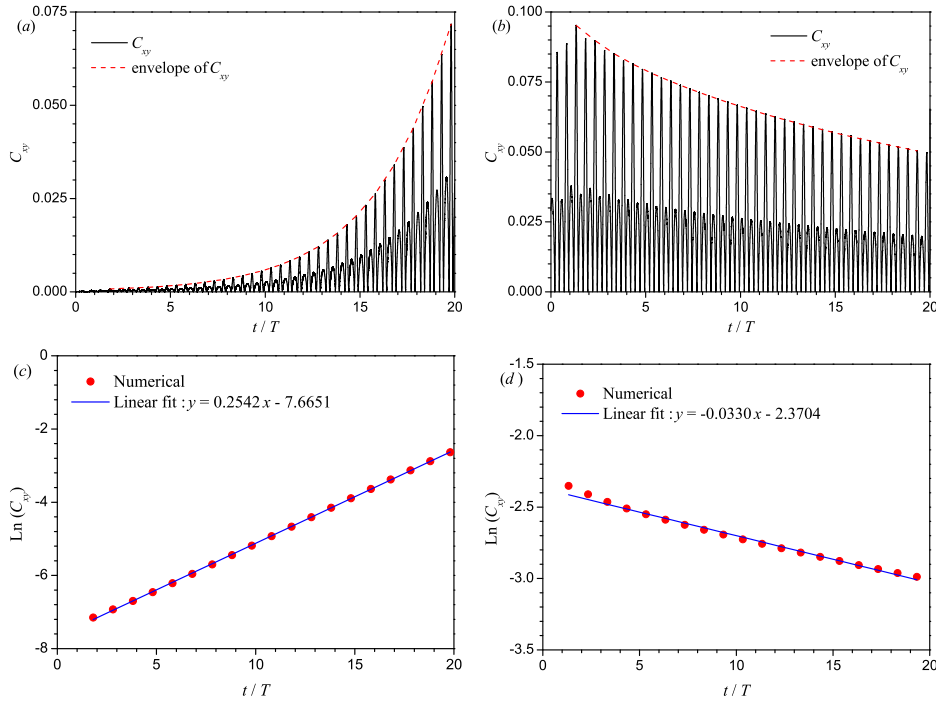 (a)
0.075
0.050
0.025
0.000
C_xy
C_xy
envelope of C_xy
0 5 10 15 20
t / T
(b)
0.100
0.075
0.050
0.025
0.000
C_xy
C_xy
envelope of C_xy
0 5 10 15 20
t / T
(c)
0
-2
-4
-6
-8
Ln (C_xy)
Numerical
Linear fit : y = 0.2542 x - 7.6651
0 5 10 15 20
t / T
(d )
-1.5
-2.0
-2.5
-3.0
-3.5
Ln (C_xy)
Numerical
Linear fit : y = -0.0330 x - 2.3704
0 5 10 15 20
t / T